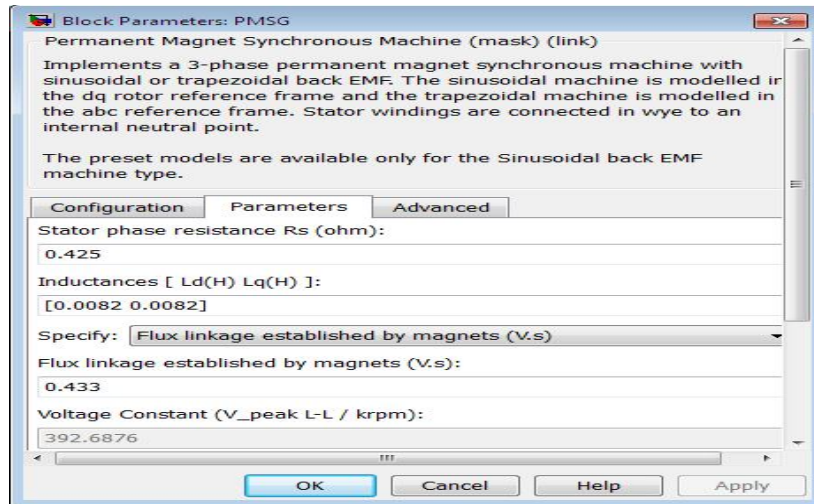 Block Parameters: PMSG
Permanent Magnet Synchronous Machine (mask) (link)
Implements a 3-phase permanent magnet synchronous machine with
sinusoidal or trapezoidal back EMF. The sinusoidal machine is modelled in
the dq rotor reference frame and the trapezoidal machine is modelled in
the abc reference frame. Stator windings are connected in wye to an
internal neutral point.
The preset models are available only for the Sinusoidal back EMF
machine type.
Configuration Parameters Advanced
Stator phase resistance Rs (ohm):
0.425
Inductances [ Ld(H) Lq(H) ]:
[0.0082 0.0082]
Specify: Flux linkage established by magnets (V.s)
Flux linkage established by magnets (V.s):
0.433
Voltage Constant (V_peak L-L / krpm):
392.6876
OK Cancel Help Apply